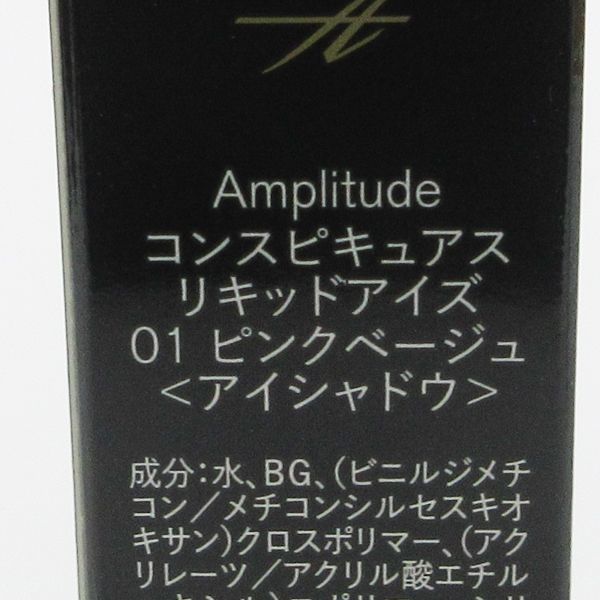 Amplitude
コンスピキュアス
リキッドアイズ
01 ピンクベージュ
<アイシャドウ>
成分:水、BG、(ビニルジメチ
コン/メチコンシルセスキオ
キサン)クロスポリマー、(アク
リレーツ/アクリル酸エチル